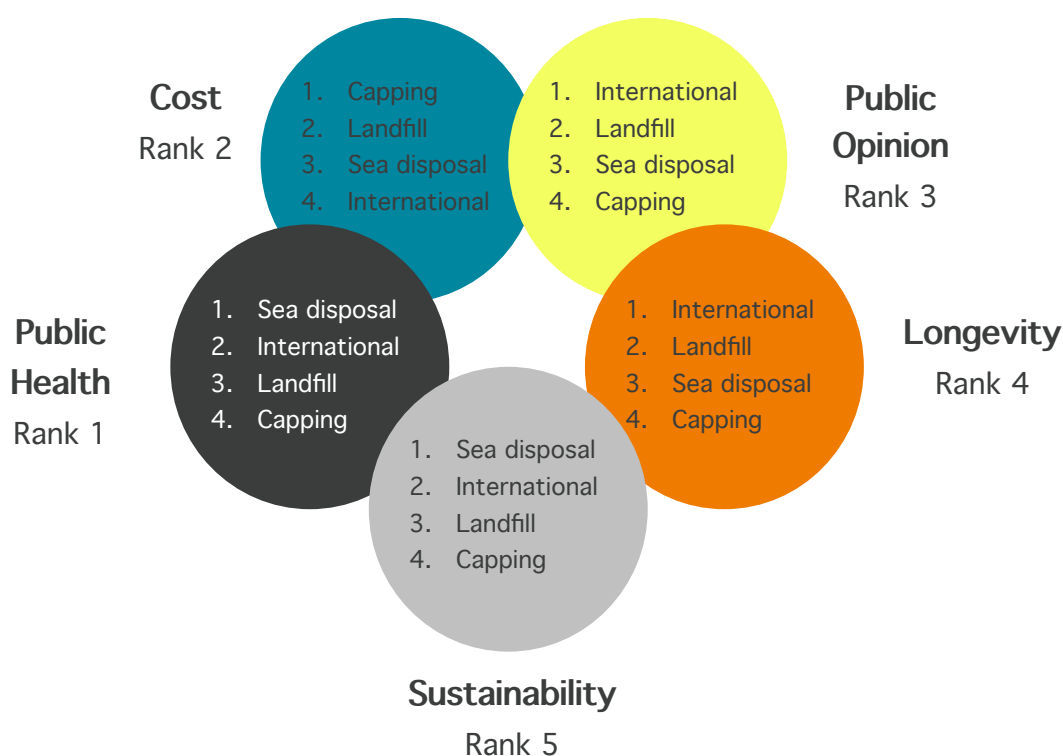 Cost
Rank 2
1. Capping
2. Landfill
3. Sea disposal
4. International
1. International
2. Landfill
3. Sea disposal
4. Capping
Public
Opinion
Rank 3
Public
Health
Rank 1
1. Sea disposal
2. International
3. Landfill
4. Capping
1. International
2. Landfill
3. Sea disposal
4. Capping
Longevity
Rank 4
1. Sea disposal
2. International
3. Landfill
4. Capping
Sustainability
Rank 5